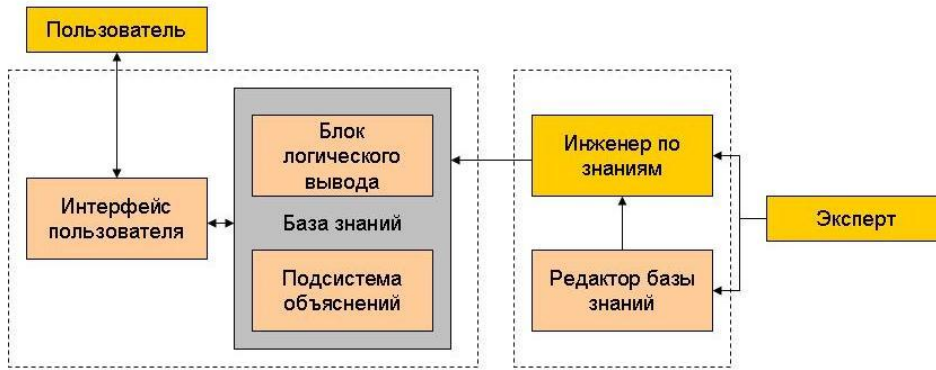 Пользователь
Интерфейс
пользователя
Блок
логического
вывода
База знаний
Подсистема
объяснений
Инженер по
знаниям
Редактор базы
знаний
Эксперт